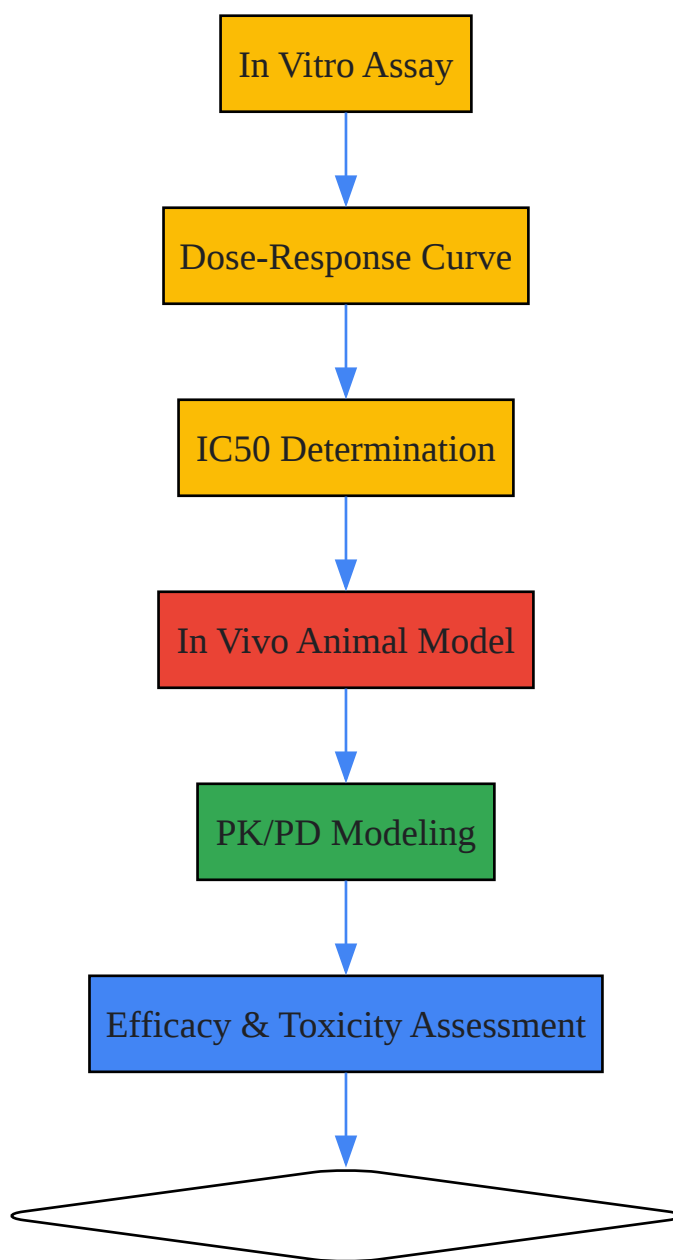 In Vitro Assay
Dose-Response Curve
IC50 Determination
In Vivo Animal Model
PK/PD Modeling
Efficacy & Toxicity Assessment